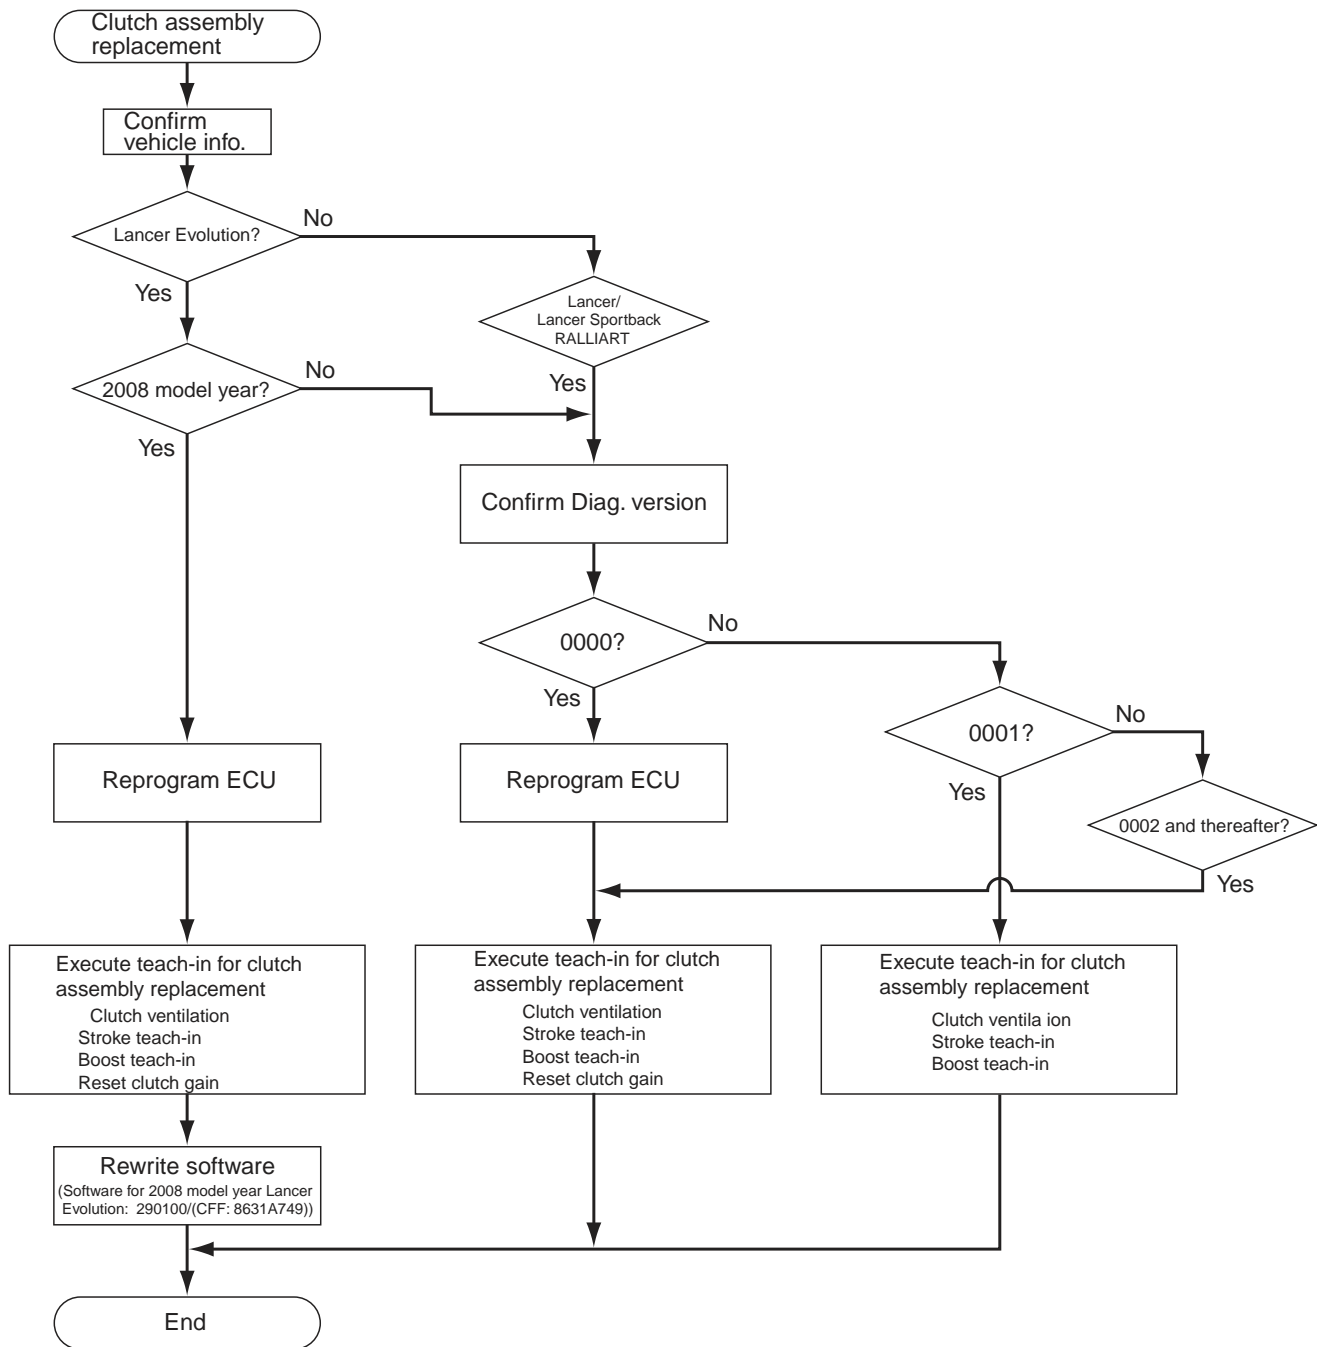 Clutch assembly
replacement
Confirm
vehicle info.
Lancer Evolution?
No
Yes
Lancer/
Lancer Sportback
RALLIART
2008 model year?
No
Yes
Yes
Confirm Diag. version
0000?
No
Yes
0001?
No
Yes
0002 and thereafter?
Yes
Reprogram ECU
Reprogram ECU
Execute teach-in for clutch
assembly replacement
Clutch ventilation
Stroke teach-in
Boost teach-in
Reset clutch gain
Execute teach-in for clutch
assembly replacement
Clutch ventilation
Stroke teach-in
Boost teach-in
Reset clutch gain
Execute teach-in for clutch
assembly replacement
Clutch ventila ion
Stroke teach-in
Boost teach-in
Rewrite software
(Software for 2008 model year Lancer
Evolution: 290100/(CFF: 8631A749))
End